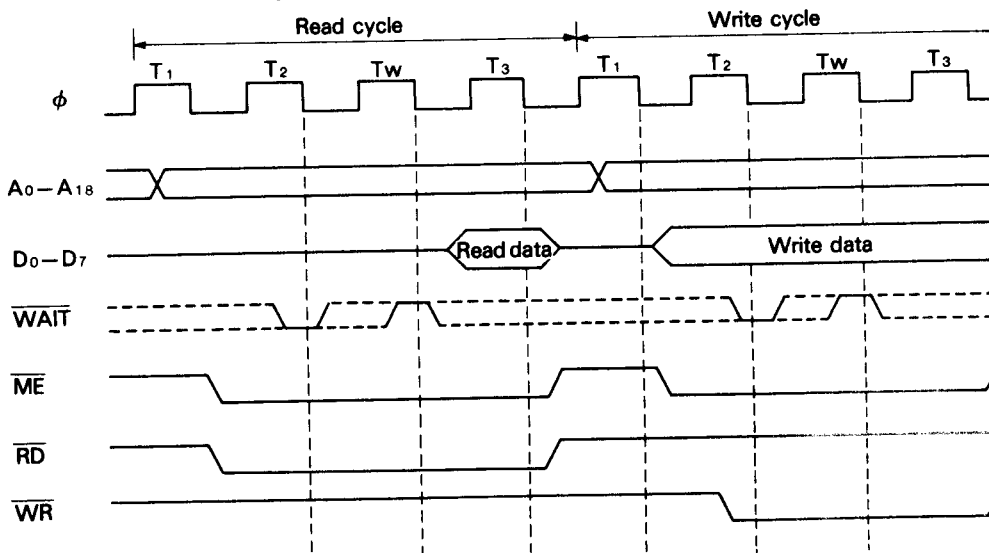 Read cycle Write cycle
T1 T2 Tw T3 T1 T2 Tw T3
φ
A0–A18
D0–D7 Read data Write data
WAIT
ME
RD
WR